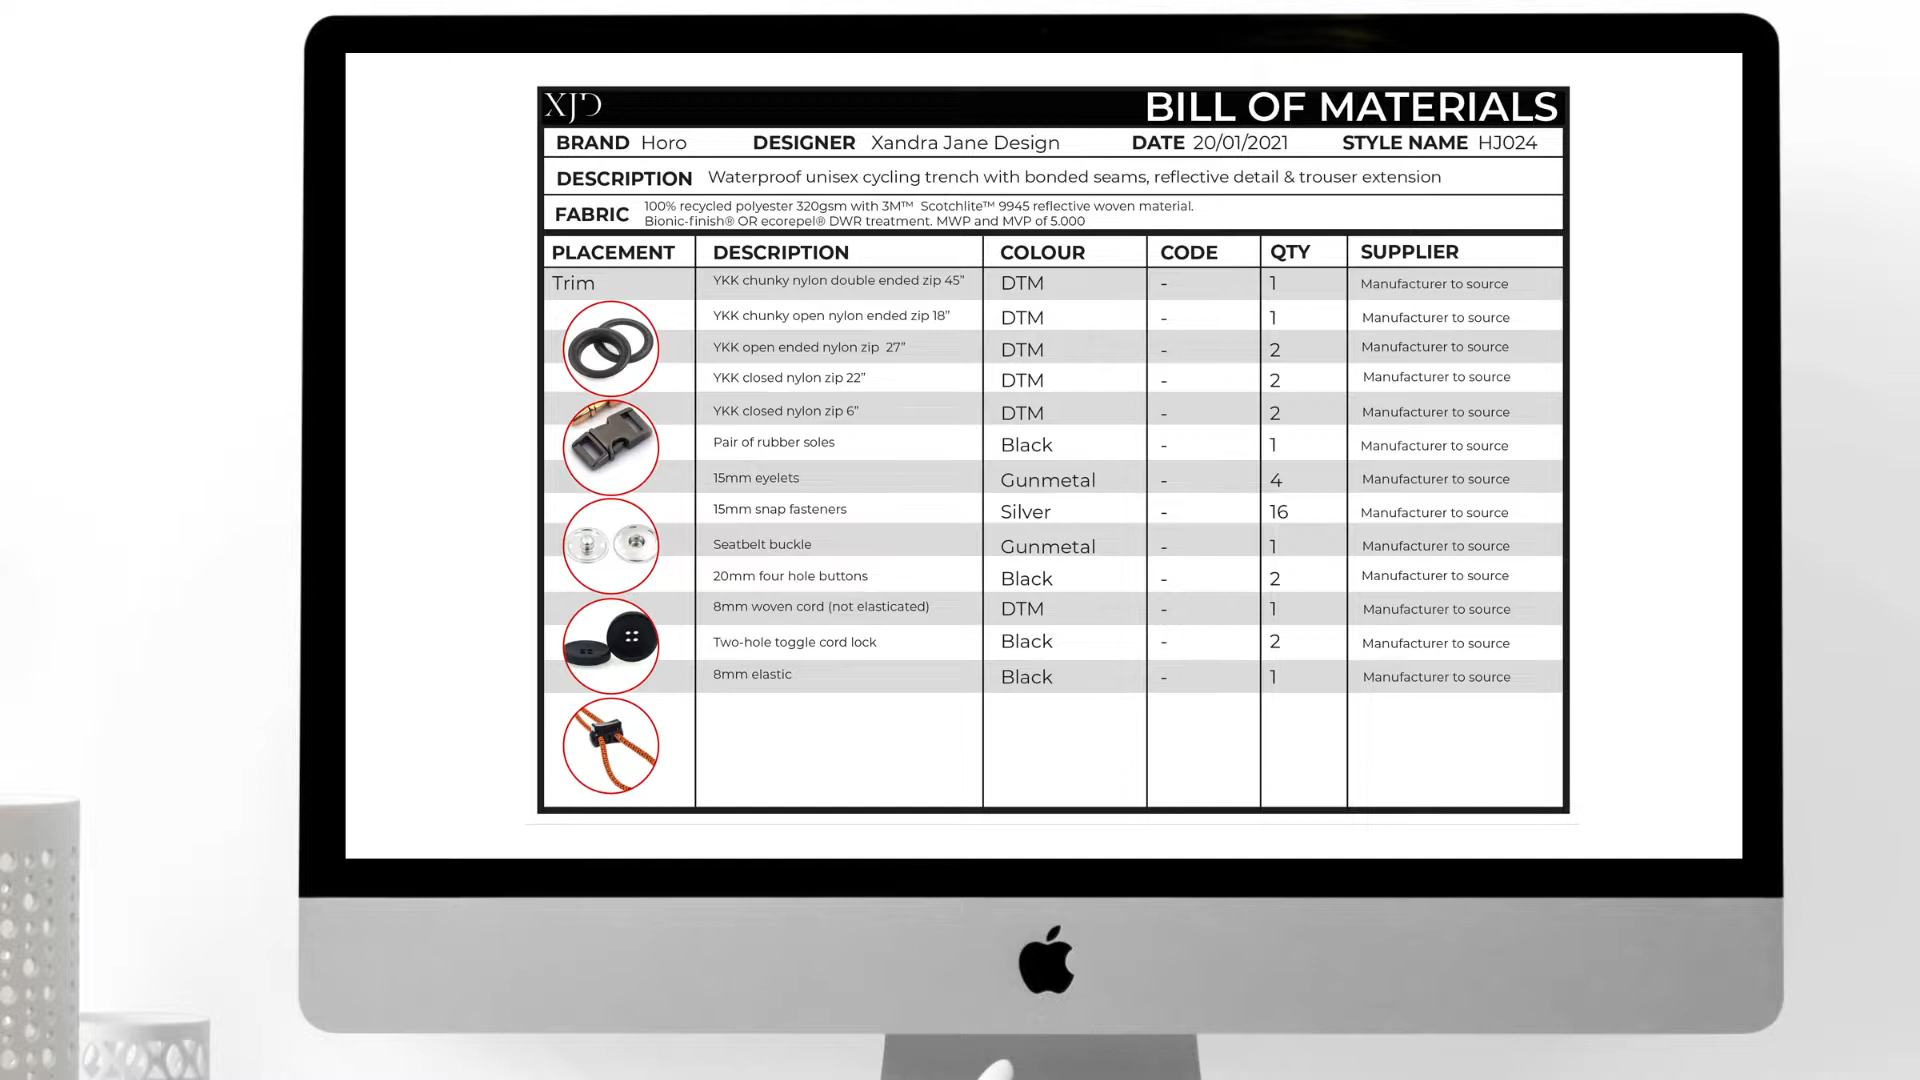 XJD
BILL OF MATERIALS
BRAND Horo DESIGNER Xandra Jane Design DATE 20/01/2021 STYLE NAME HJ024
DESCRIPTION Waterproof unisex cycling trench with bonded seams, reflective detail & trouser extension
FABRIC 100% recycled polyester 320gsm with 3M™ Scotchlite™ 9945 reflective woven material.
Bionic-finish® OR ecorepel® DWR treatment. MWP and MVP of 5.000
PLACEMENT DESCRIPTION COLOUR CODE QTY SUPPLIER
Trim YKK chunky nylon double ended zip 45” DTM - 1 Manufacturer to source
YKK chunky open nylon ended zip 18” DTM - 1 Manufacturer to source
YKK open ended nylon zip 27” DTM - 2 Manufacturer to source
YKK closed nylon zip 22” DTM - 2 Manufacturer to source
YKK closed nylon zip 6” DTM - 2 Manufacturer to source
Pair of rubber soles Black - 1 Manufacturer to source
15mm eyelets Gunmetal - 4 Manufacturer to source
15mm snap fasteners Silver - 16 Manufacturer to source
Seatbelt buckle Gunmetal - 1 Manufacturer to source
20mm four hole buttons Black - 2 Manufacturer to source
8mm woven cord (not elasticated) DTM - 1 Manufacturer to source
Two-hole toggle cord lock Black - 2 Manufacturer to source
8mm elastic Black - 1 Manufacturer to source